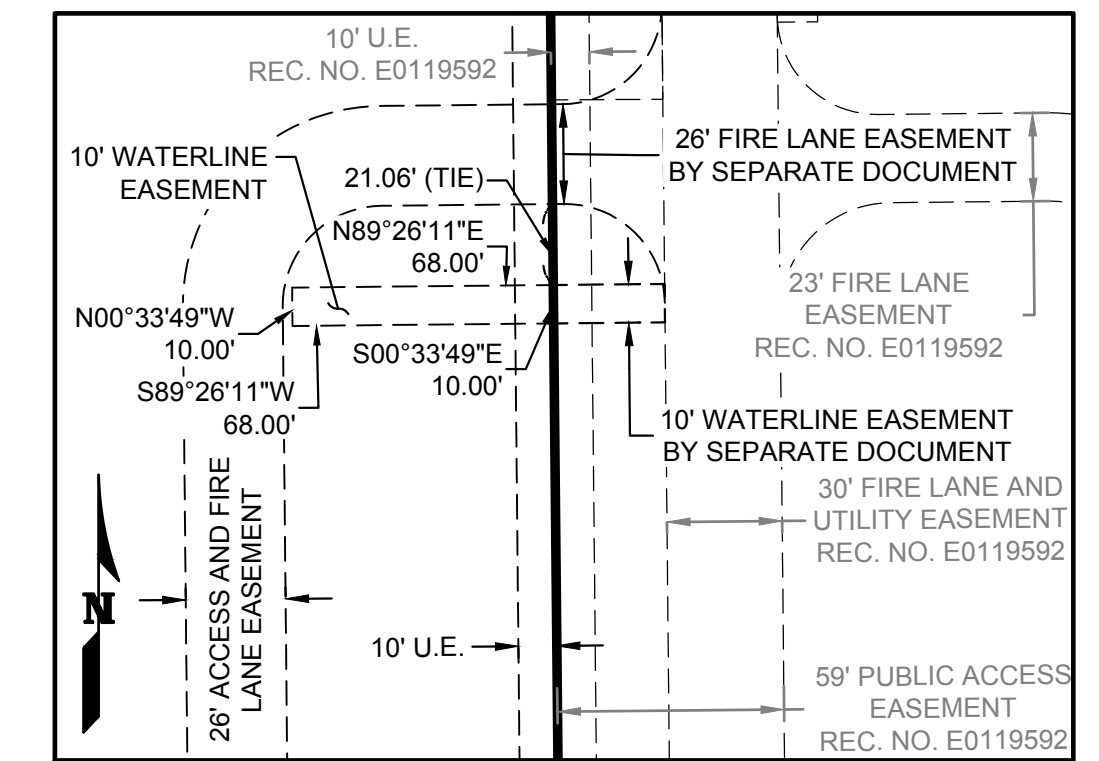 10' U.E.
REC. NO. E0119592
10' WATERLINE
EASEMENT
21.06' (TIE)
N89°26'11"E
68.00'
26' FIRE LANE EASEMENT
BY SEPARATE DOCUMENT
N00°33'49"W
10.00'
S00°33'49"E
10.00'
S89°26'11"W
68.00'
23' FIRE LANE
EASEMENT
REC. NO. E0119592
10' WATERLINE EASEMENT
BY SEPARATE DOCUMENT
30' FIRE LANE AND
UTILITY EASEMENT
REC. NO. E0119592
26' ACCESS AND FIRE
LANE EASEMENT
N
10' U.E.
59' PUBLIC ACCESS
EASEMENT
REC. NO. E0119592